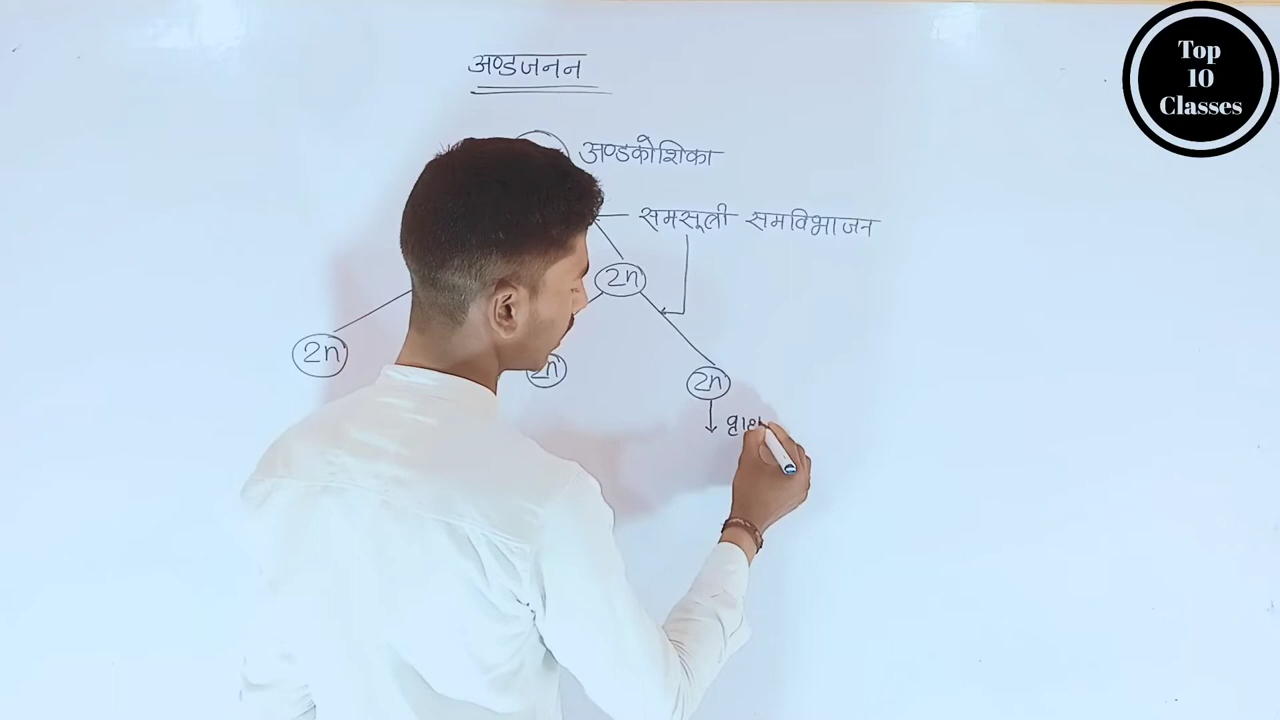 Top
10
Classes
अण्डजनन
अण्डकोशिका
समसूत्री समविभाजन
2n
2n
2n
2n